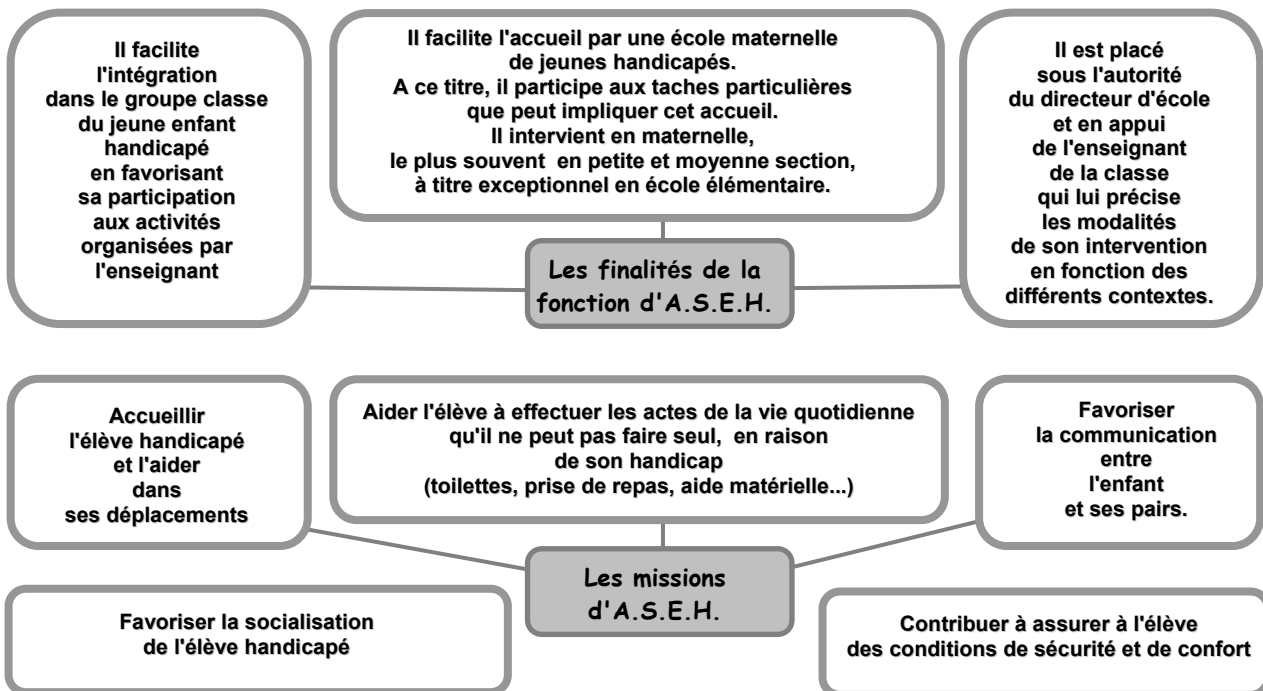 Il facilite
l'intégration
dans le groupe classe
du jeune enfant
handicapé
en favorisant
sa participation
aux activités
organisées par
l'enseignant
Il facilite l'accueil par une école maternelle
de jeunes handicapés.
A ce titre, il participe aux taches particulières
que peut impliquer cet accueil.
Il intervient en maternelle,
le plus souvent en petite et moyenne section,
à titre exceptionnel en école élémentaire.
Il est placé
sous l'autorité
du directeur d'école
et en appui
de l'enseignant
de la classe
qui lui précise
les modalités
de son intervention
en fonction des
différents contextes.
Les finalités de la
fonction d'A.S.E.H.
Accueillir
l'élève handicapé
et l'aider
dans
ses déplacements
Aider l'élève à effectuer les actes de la vie quotidienne
qu'il ne peut pas faire seul, en raison
de son handicap
(toilettes, prise de repas, aide matérielle...)
Favoriser
la communication
entre
l'enfant
et ses pairs.
Les missions
d'A.S.E.H.
Favoriser la socialisation
de l'élève handicapé
Contribuer à assurer à l'élève
des conditions de sécurité et de confort